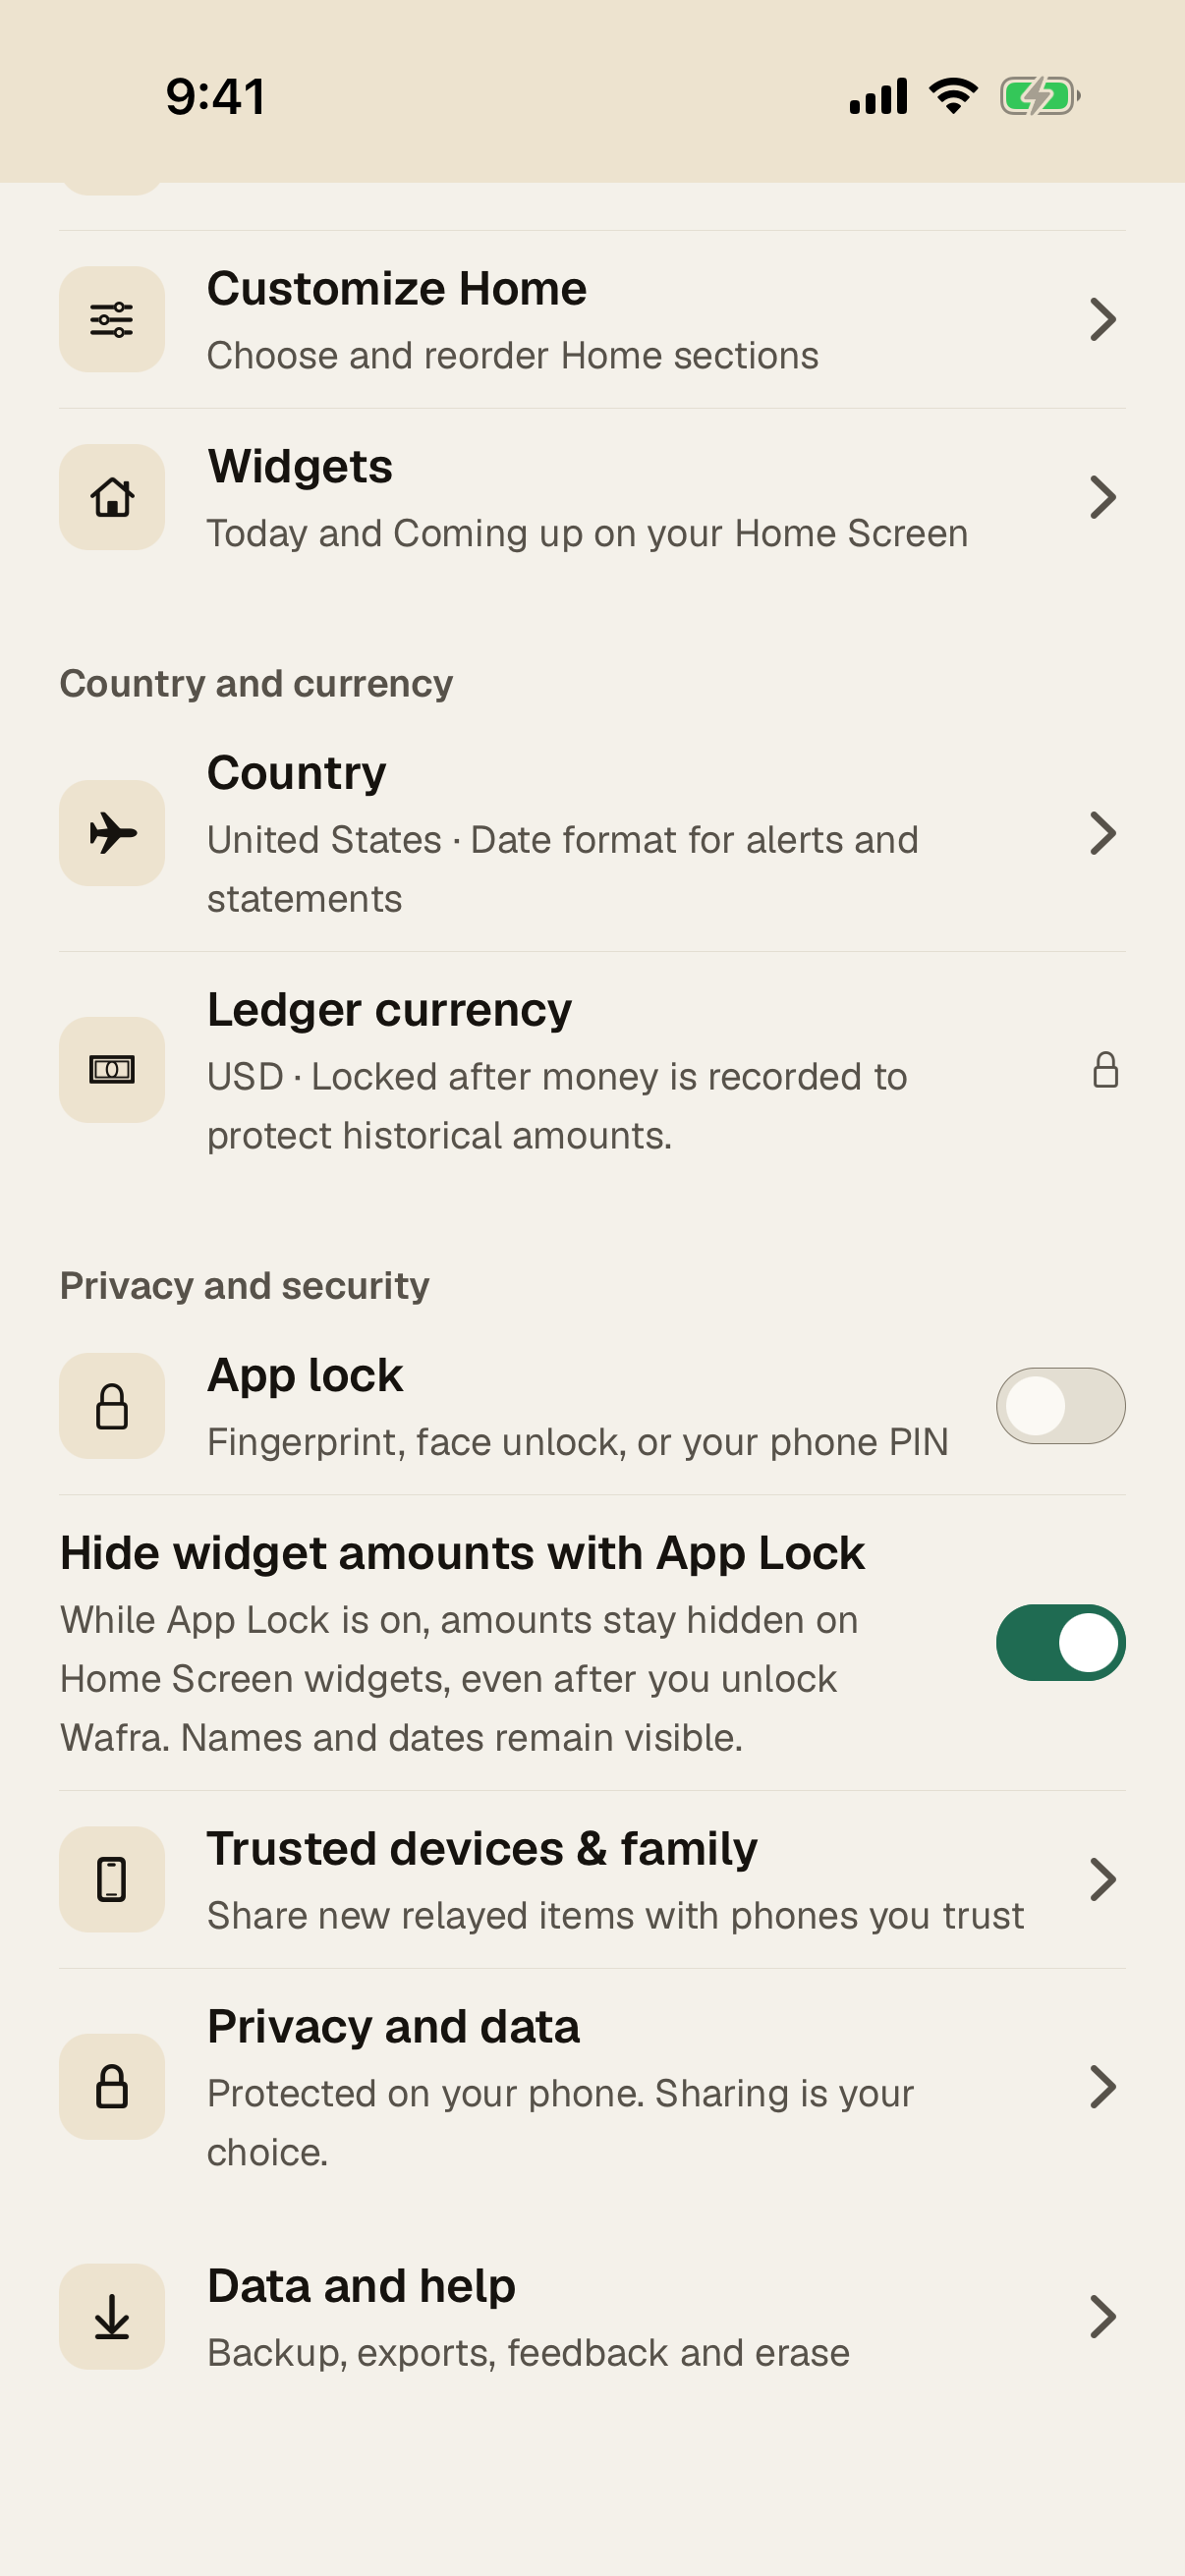 9:41
Customize Home
Choose and reorder Home sections
Widgets
Today and Coming up on your Home Screen
Country and currency
Country
United States · Date format for alerts and
statements
Ledger currency
USD · Locked after money is recorded to
protect historical amounts.
Privacy and security
App lock
Fingerprint, face unlock, or your phone PIN
Hide widget amounts with App Lock
While App Lock is on, amounts stay hidden on
Home Screen widgets, even after you unlock
Wafra. Names and dates remain visible.
Trusted devices & family
Share new relayed items with phones you trust
Privacy and data
Protected on your phone. Sharing is your
choice.
Data and help
Backup, exports, feedback and erase